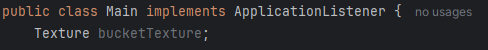 public class Main implements ApplicationListener { no usages
    Texture bucketTexture;